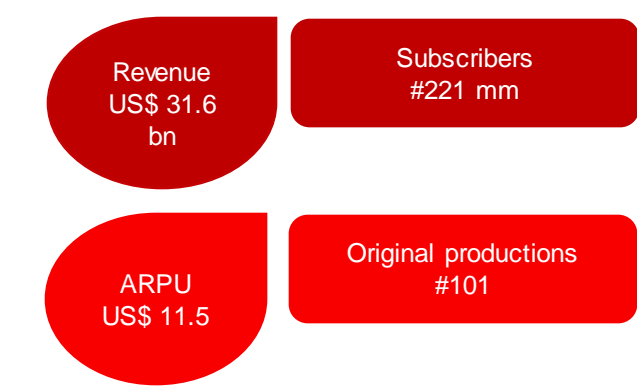 Revenue
US$ 31.6
bn
Subscribers
#221 mm
ARPU
US$ 11.5
Original productions
#101